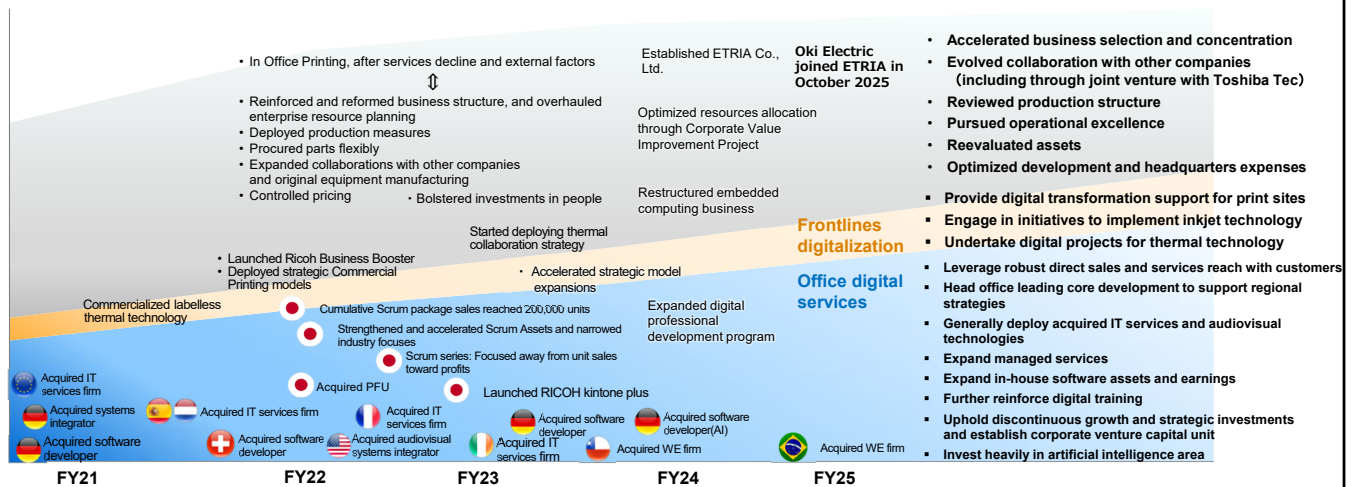 • In Office Printing, after services decline and external factors
⇕
• Reinforced and reformed business structure, and overhauled
enterprise resource planning
• Deployed production measures
• Procured parts flexibly
• Expanded collaborations with other companies
and original equipment manufacturing
• Controlled pricing
・Bolstered investments in people
Established ETRIA Co.,
Ltd.
Oki Electric
joined ETRIA in
October 2025
Optimized resources allocation
through Corporate Value
Improvement Project
Restructured embedded
computing business
• Accelerated business selection and concentration
• Evolved collaboration with other companies
（including through joint venture with Toshiba Tec）
• Reviewed production structure
• Pursued operational excellence
• Reevaluated assets
• Optimized development and headquarters expenses
Started deploying thermal
collaboration strategy
• Launched Ricoh Business Booster
• Deployed strategic Commercial
Printing models
・ Accelerated strategic model
expansions
Commercialized labelless
thermal technology
Frontlines
digitalization
▪ Provide digital transformation support for print sites
▪ Engage in initiatives to implement inkjet technology
▪ Undertake digital projects for thermal technology
Office digital
services
Cumulative Scrum package sales reached 200,000 units
Strengthened and accelerated Scrum Assets and narrowed
industry focuses
Scrum series: Focused away from unit sales
toward profits
Expanded digital
professional
development program
Acquired PFU
Launched RICOH kintone plus
Acquired IT
services firm
Acquired systems
integrator
Acquired software
developer
Acquired IT services firm
Acquired software
developer
Acquired IT
services firm
Acquired audiovisual
systems integrator
Acquired IT
services firm
Acquired software
developer
Acquired WE firm
Acquired software
developer(AI)
Acquired WE firm
▪ Leverage robust direct sales and services reach with customers
▪ Head office leading core development to support regional
strategies
▪ Generally deploy acquired IT services and audiovisual
technologies
▪ Expand managed services
▪ Expand in-house software assets and earnings
▪ Further reinforce digital training
▪ Uphold discontinuous growth and strategic investments
and establish corporate venture capital unit
▪ Invest heavily in artificial intelligence area
FY21
FY22
FY23
FY24
FY25